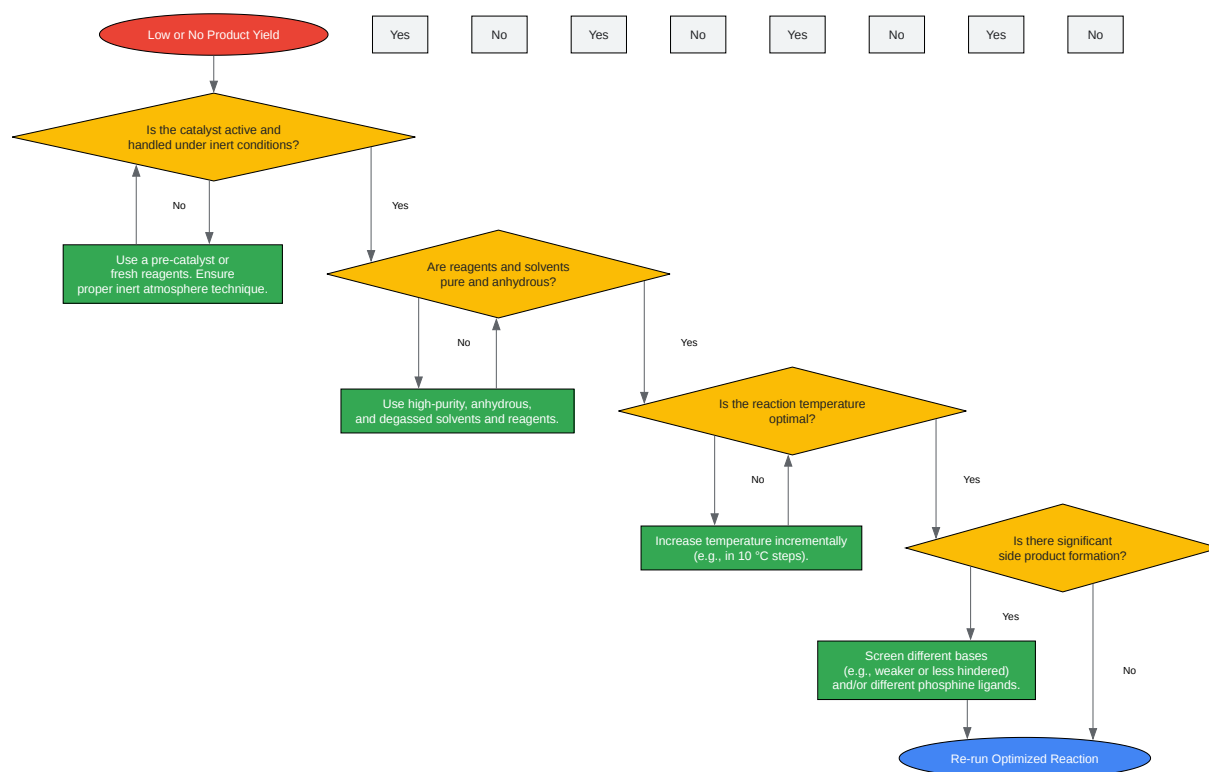 Low or No Product Yield
Yes
No
Yes
No
Yes
No
Yes
No
Is the catalyst active and
handled under inert conditions?
No
Yes
Use a pre-catalyst or
fresh reagents. Ensure
proper inert atmosphere technique.
Are reagents and solvents
pure and anhydrous?
No
Yes
Use high-purity, anhydrous,
and degassed solvents and reagents.
Is the reaction temperature
optimal?
No
Yes
Increase temperature incrementally
(e.g., in 10 °C steps).
Is there significant
side product formation?
Yes
No
Screen different bases
(e.g., weaker or less hindered)
and/or different phosphine ligands.
Re-run Optimized Reaction